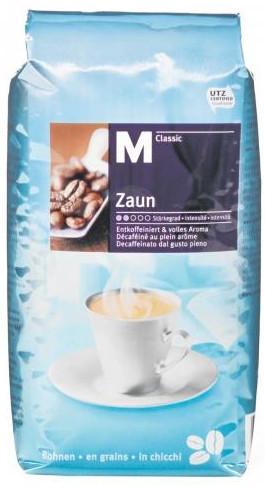 UTZ
CERTIFIED
M Classic
Zaun
Stärkegrad • Intensité • Intensità
Entkoffeiniert & volles Aroma
Décaféiné au plein arôme
Decaffeinato dal gusto pieno
Bohnen • en grains • in chicchi